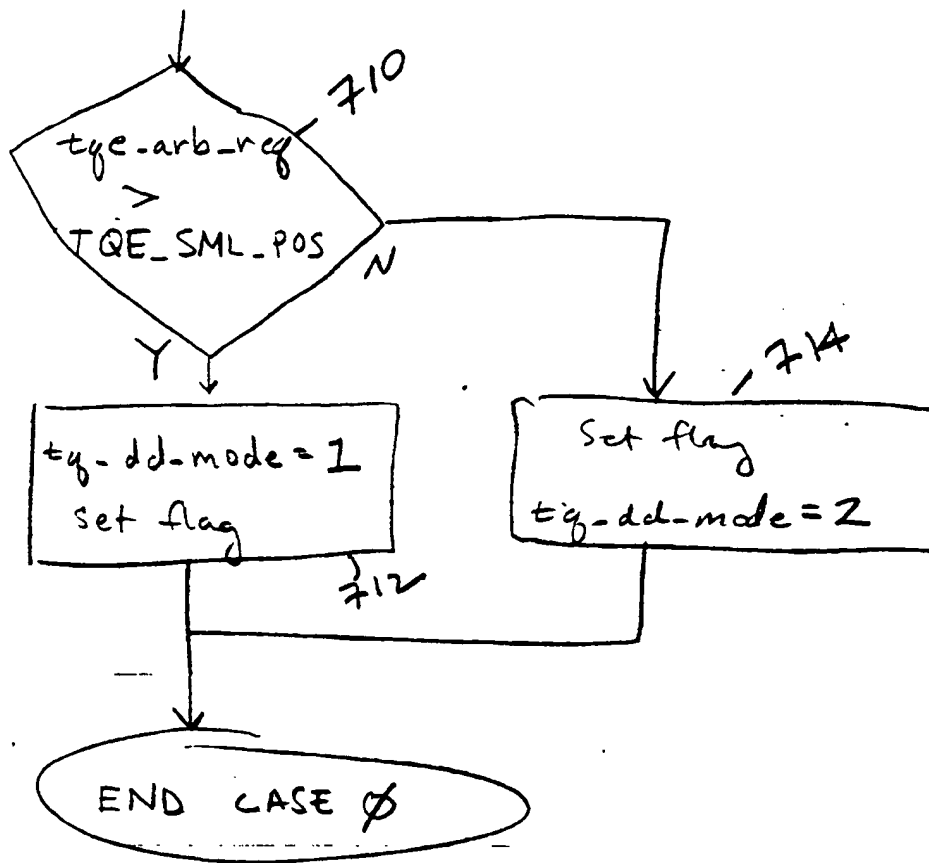 710
tqe-arb-req
>
TQE_SML_POS
N
Y
714
tq-dd-mode = 1
set flag
712
Set flag
tq-dd-mode = 2
END CASE Ø